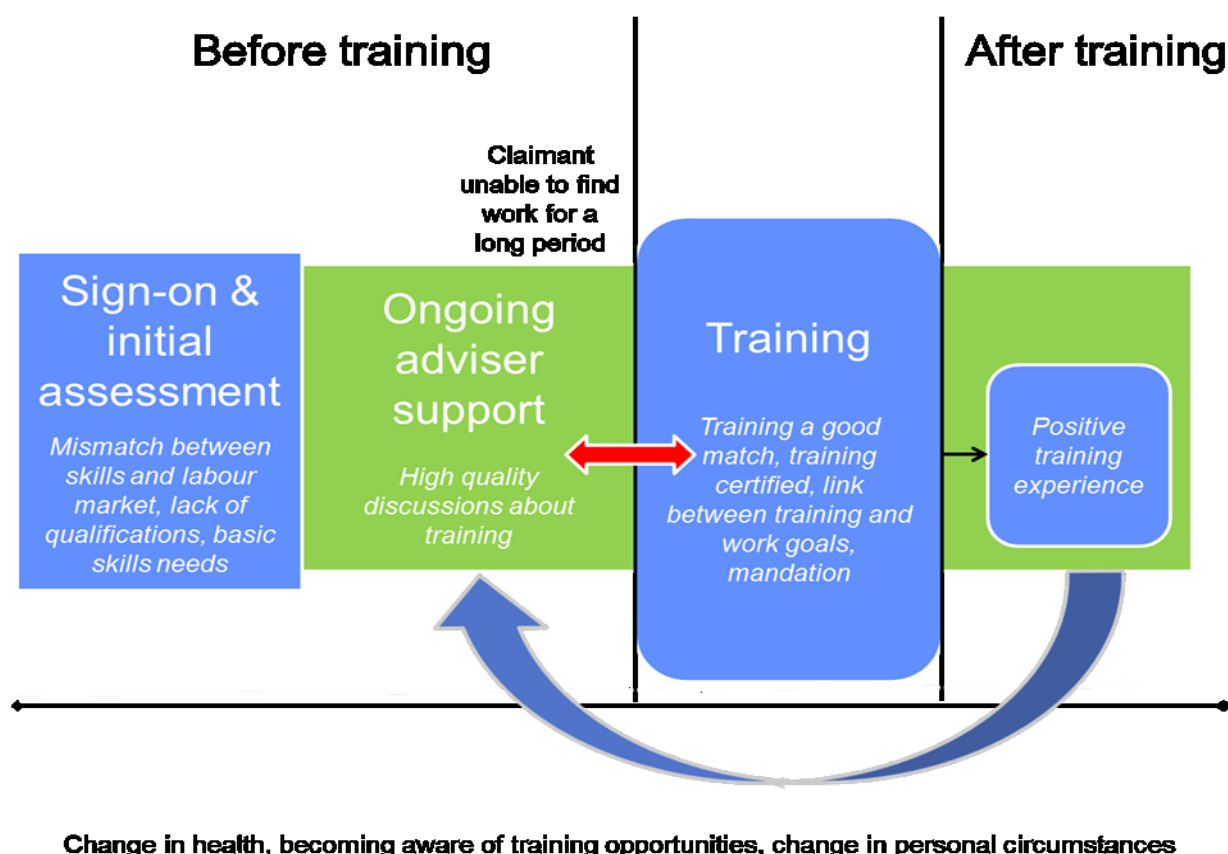 Before training
After training
Claimant
unable to find
work for a
long period
Sign-on &
initial
assessment
Mismatch between
skills and labour
market, lack of
qualifications, basic
skills needs
Ongoing
adviser
support
High quality
discussions about
training
Training
Training a good
match, training
certified, link
between training and
work goals,
mandation
Positive
training
experience
Change in health, becoming aware of training opportunities, change in personal circumstances